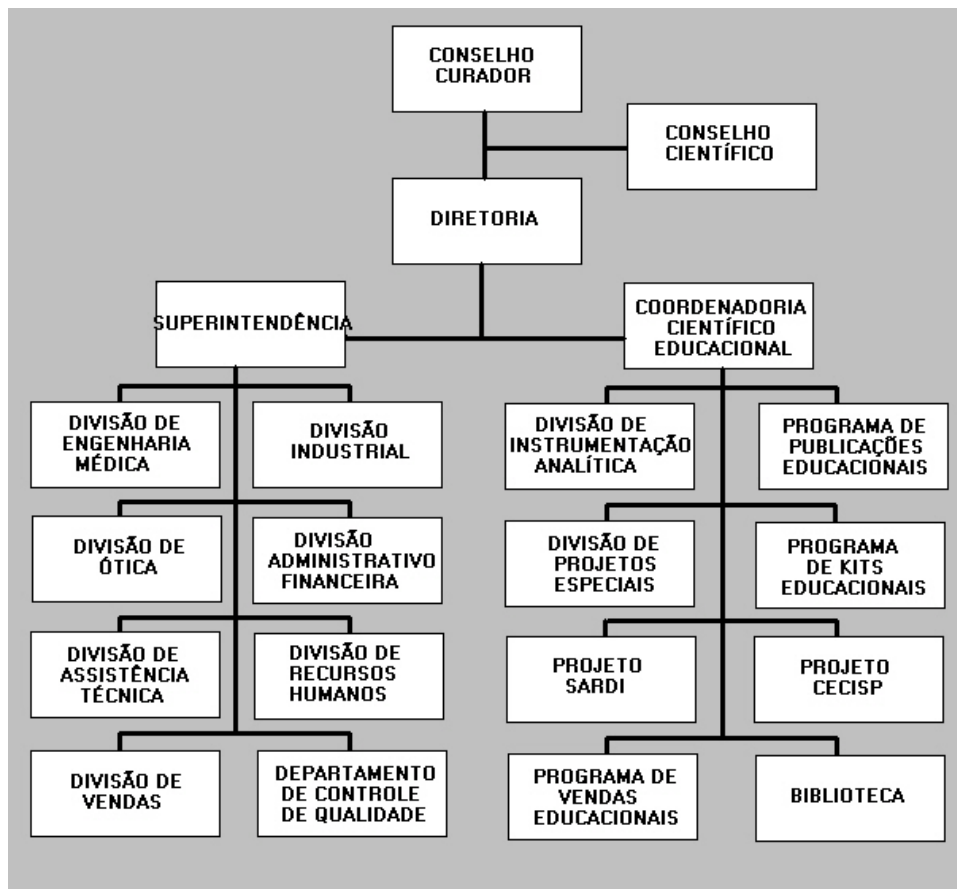 CONSELHO
CURADOR
CONSELHO
CIENTÍFICO
DIRETORIA
SUPERINTENDÊNCIA
COORDENADORIA
CIENTÍFICO
EDUCACIONAL
DIVISÃO DE
ENGENHARIA
MÉDICA
DIVISÃO
INDUSTRIAL
DIVISÃO DE
INSTRUMENTAÇÃO
ANALÍTICA
PROGRAMA DE
PUBLICAÇÕES
EDUCACIONAIS
DIVISÃO DE
ÓTICA
DIVISÃO
ADMINISTRATIVO
FINANCEIRA
DIVISÃO DE
PROJETOS
ESPECIAIS
PROGRAMA
DE KITS
EDUCACIONAIS
DIVISÃO DE
ASSISTÊNCIA
TÉCNICA
DIVISÃO DE
RECURSOS
HUMANOS
PROJETO
SARDI
PROJETO
CECISP
DIVISÃO DE
VENDAS
DEPARTAMENTO
DE CONTROLE
DE QUALIDADE
PROGRAMA DE
VENDAS
EDUCACIONAIS
BIBLIOTECA